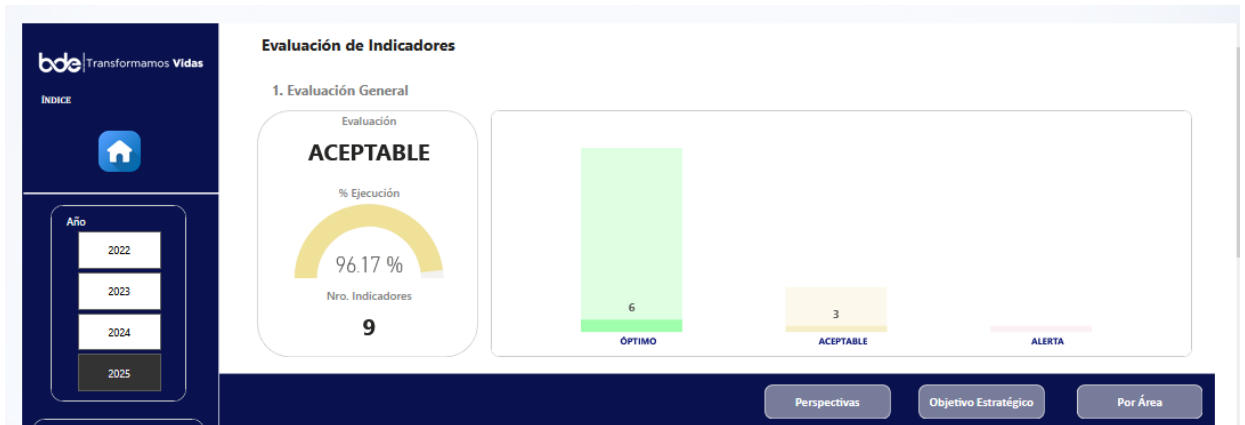 bde Transformamos Vidas
ÍNDICE
Año
2022
2023
2024
2025
Evaluación de Indicadores
1. Evaluación General
Evaluación
ACEPTABLE
% Ejecución
96.17 %
Nro. Indicadores
9
6
ÓPTIMO
3
ACEPTABLE
ALERTA
Perspectivas
Objetivo Estratégico
Por Área